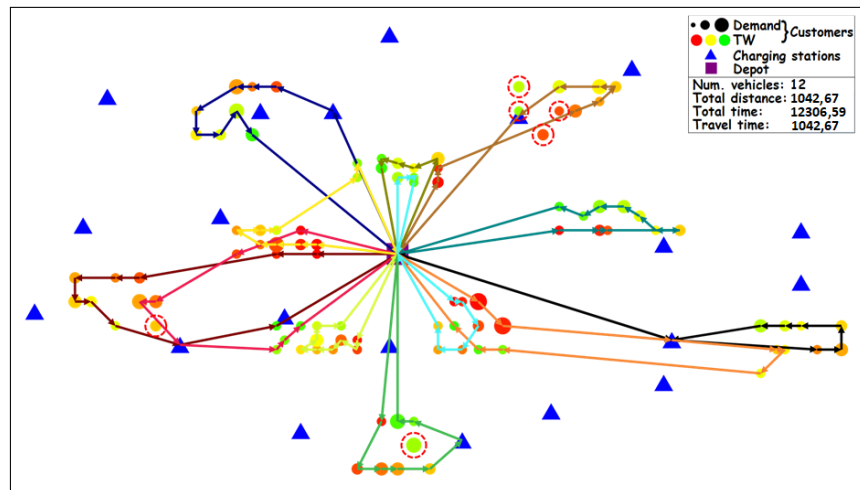 Demand
TW
Customers
Charging stations
Depot
Num. vehicles: 12
Total distance: 1042,67
Total time: 12306,59
Travel time: 1042,67